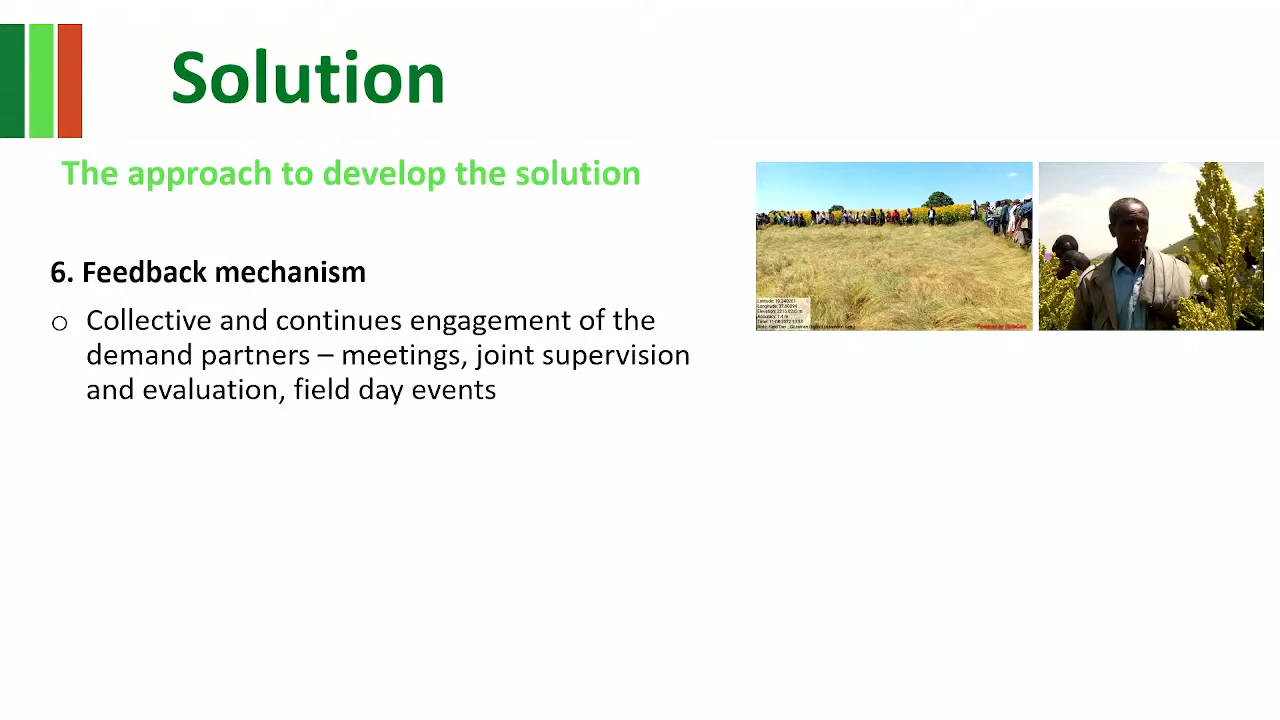 Solution
The approach to develop the solution
6. Feedback mechanism
o Collective and continues engagement of the
demand partners – meetings, joint supervision
and evaluation, field day events